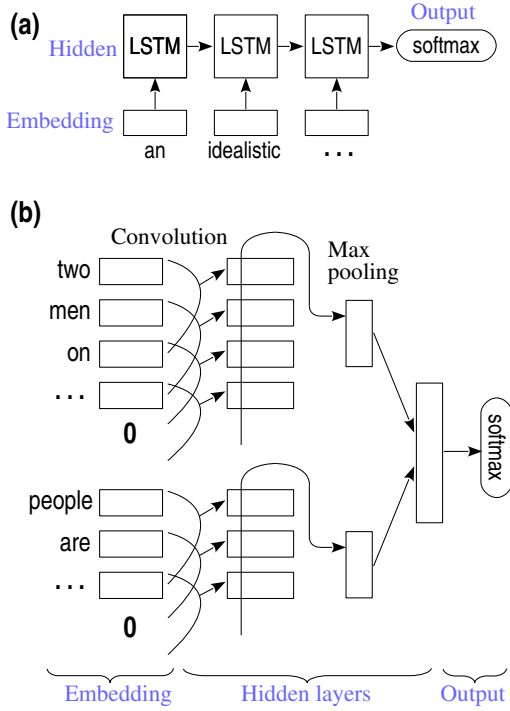 (a)
Output
Hidden
LSTM LSTM LSTM softmax
Embedding
an idealistic ...
(b)
Convolution
Max
pooling
two
men
on
...
0
softmax
people
are
...
0
Embedding Hidden layers Output